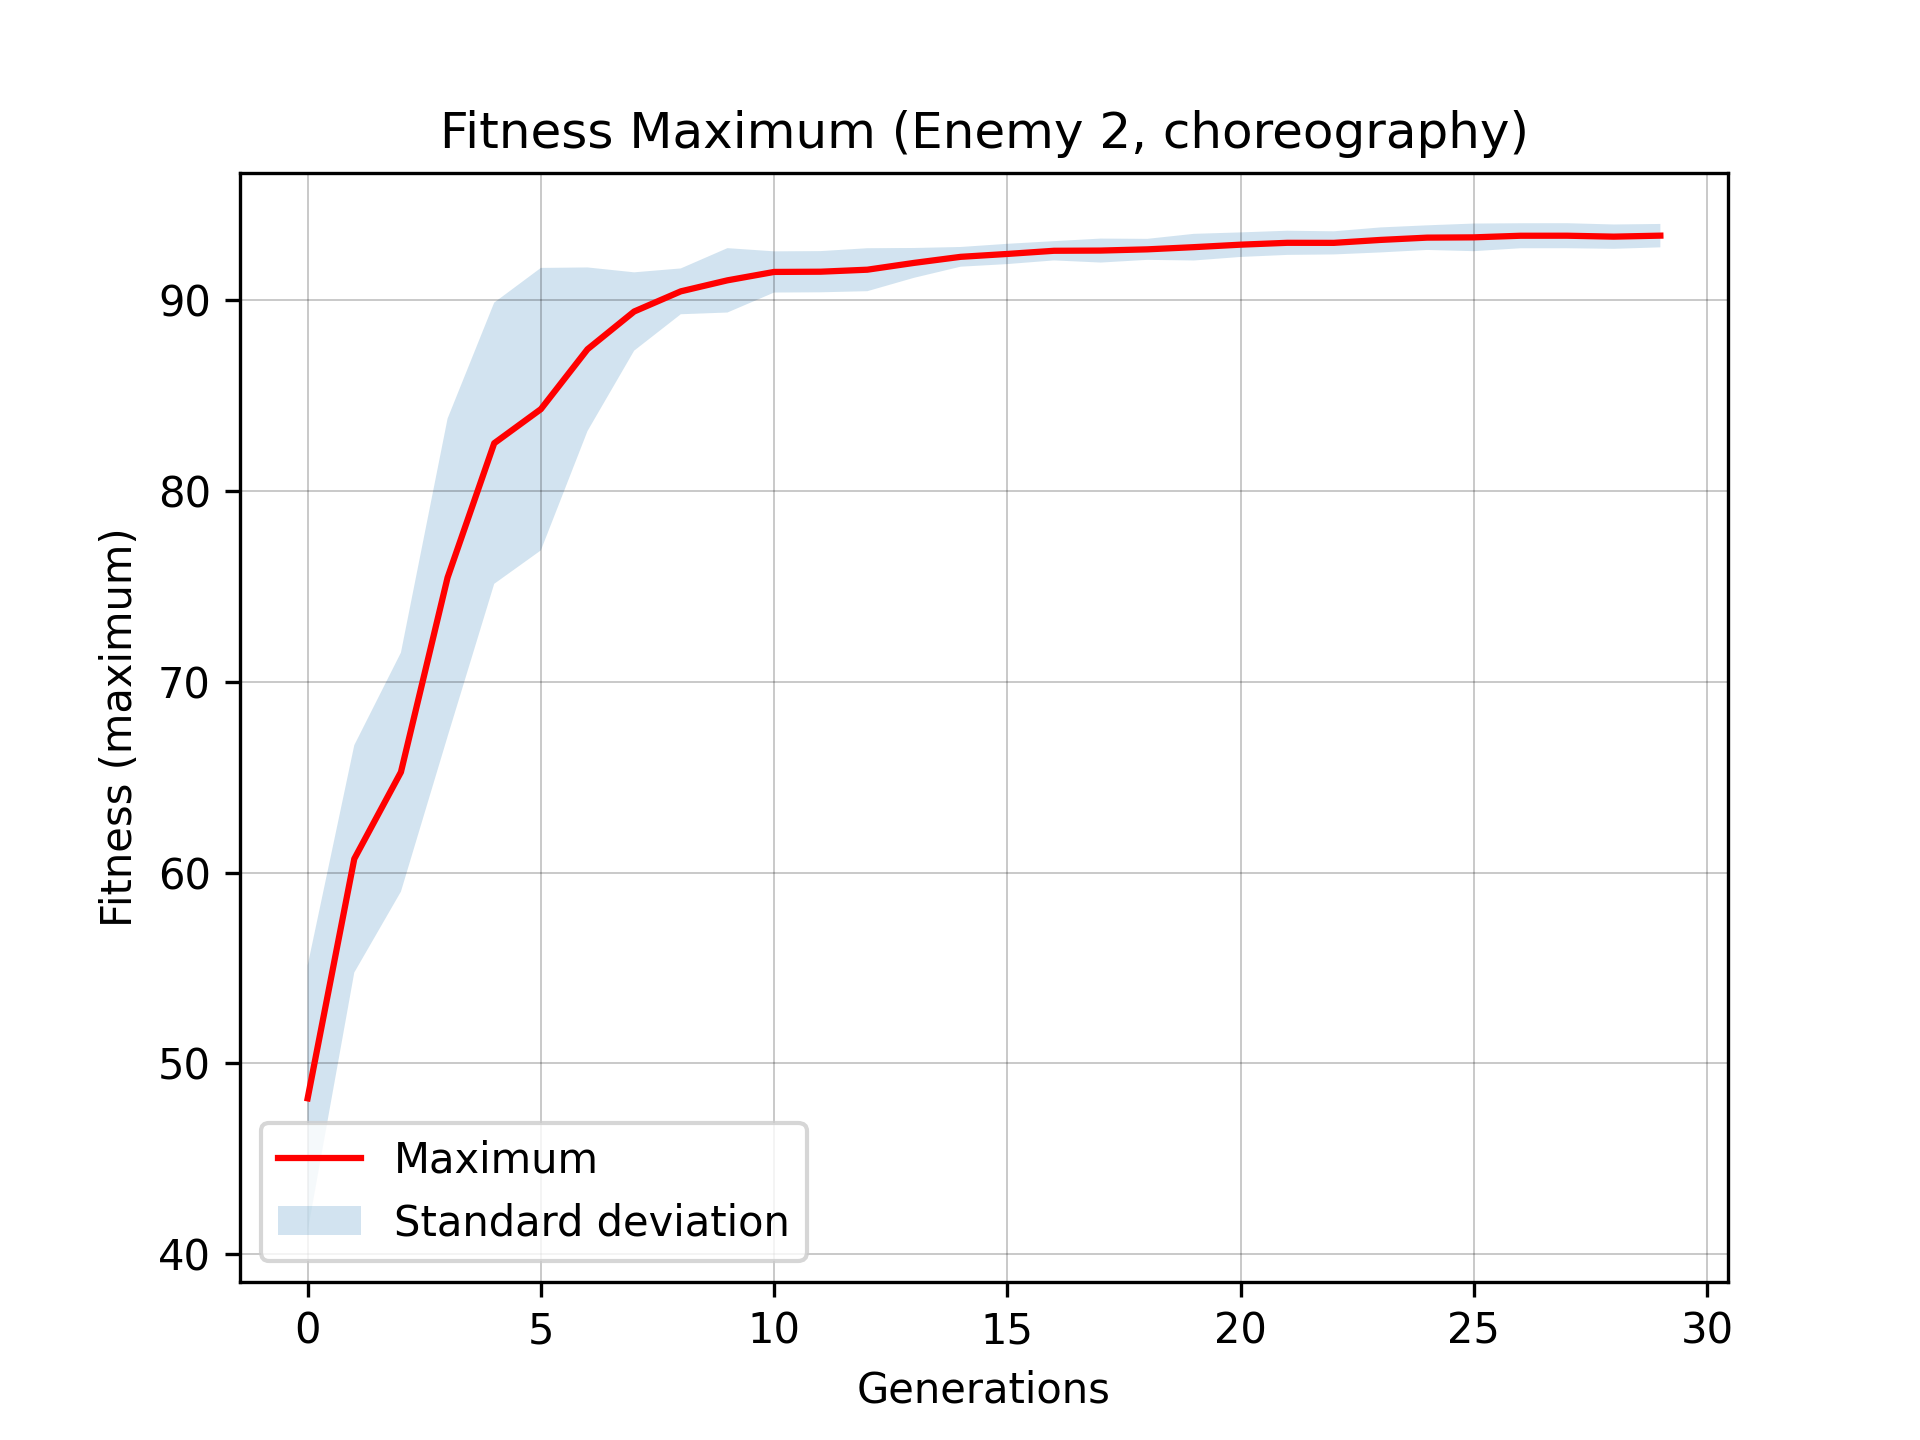 Fitness Maximum (Enemy 2, choreography)
Fitness (maximum)
90
80
70
60
50
40
Maximum
Standard deviation
0 5 10 15 20 25 30
Generations